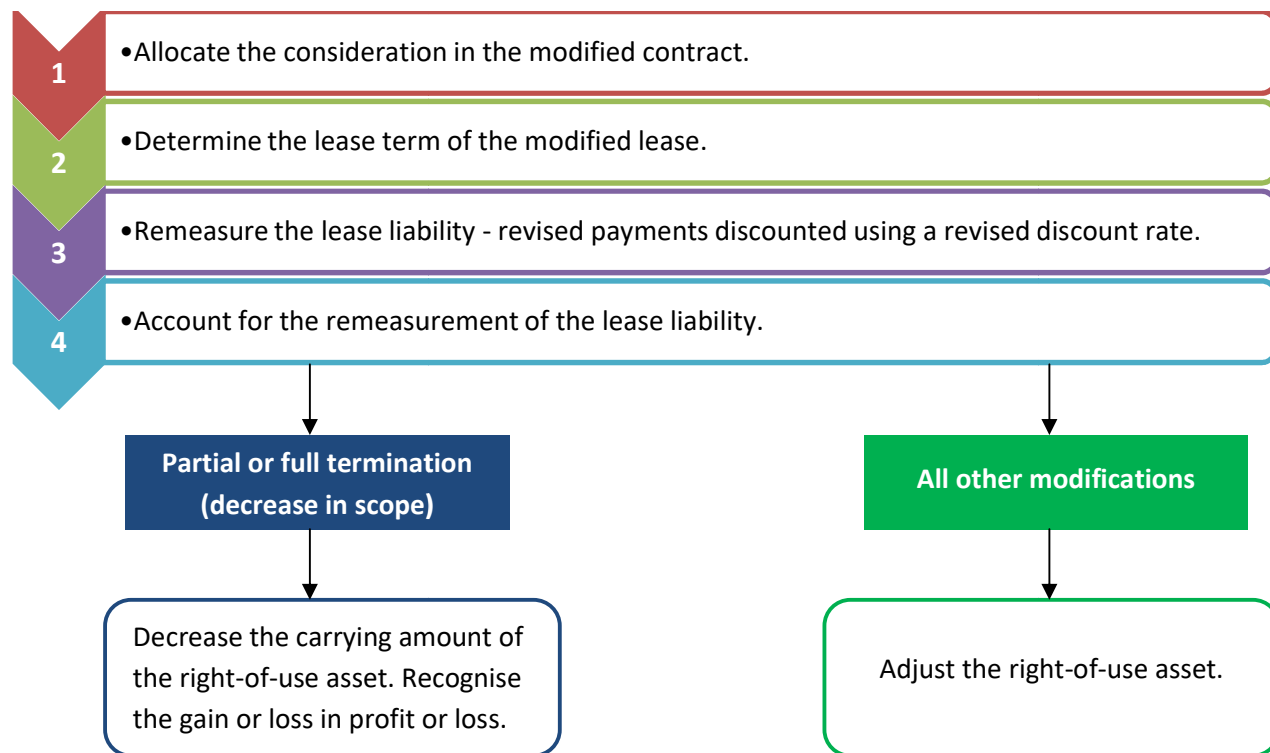 1
•Allocate the consideration in the modified contract.
2
•Determine the lease term of the modified lease.
3
•Remeasure the lease liability - revised payments discounted using a revised discount rate.
4
•Account for the remeasurement of the lease liability.
Partial or full termination
(decrease in scope)
All other modifications
Decrease the carrying amount of
the right-of-use asset. Recognise
the gain or loss in profit or loss.
Adjust the right-of-use asset.